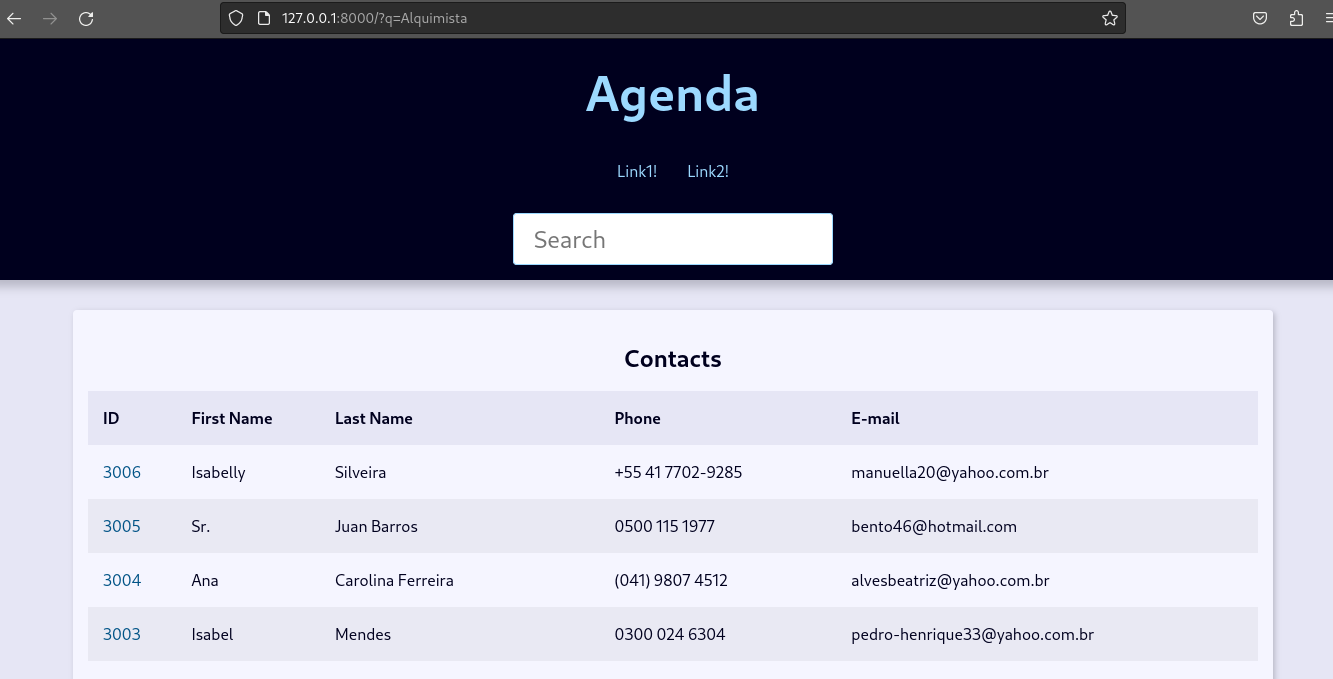 127.0.0.1:8000/?q=Alquimista
Agenda
Link1! Link2!
Search
Contacts
ID First Name Last Name Phone E-mail
3006 Isabelly Silveira +55 41 7702-9285 manuella20@yahoo.com.br
3005 Sr. Juan Barros 0500 115 1977 bento46@hotmail.com
3004 Ana Carolina Ferreira (041) 9807 4512 alvesbeatriz@yahoo.com.br
3003 Isabel Mendes 0300 024 6304 pedro-henrique33@yahoo.com.br